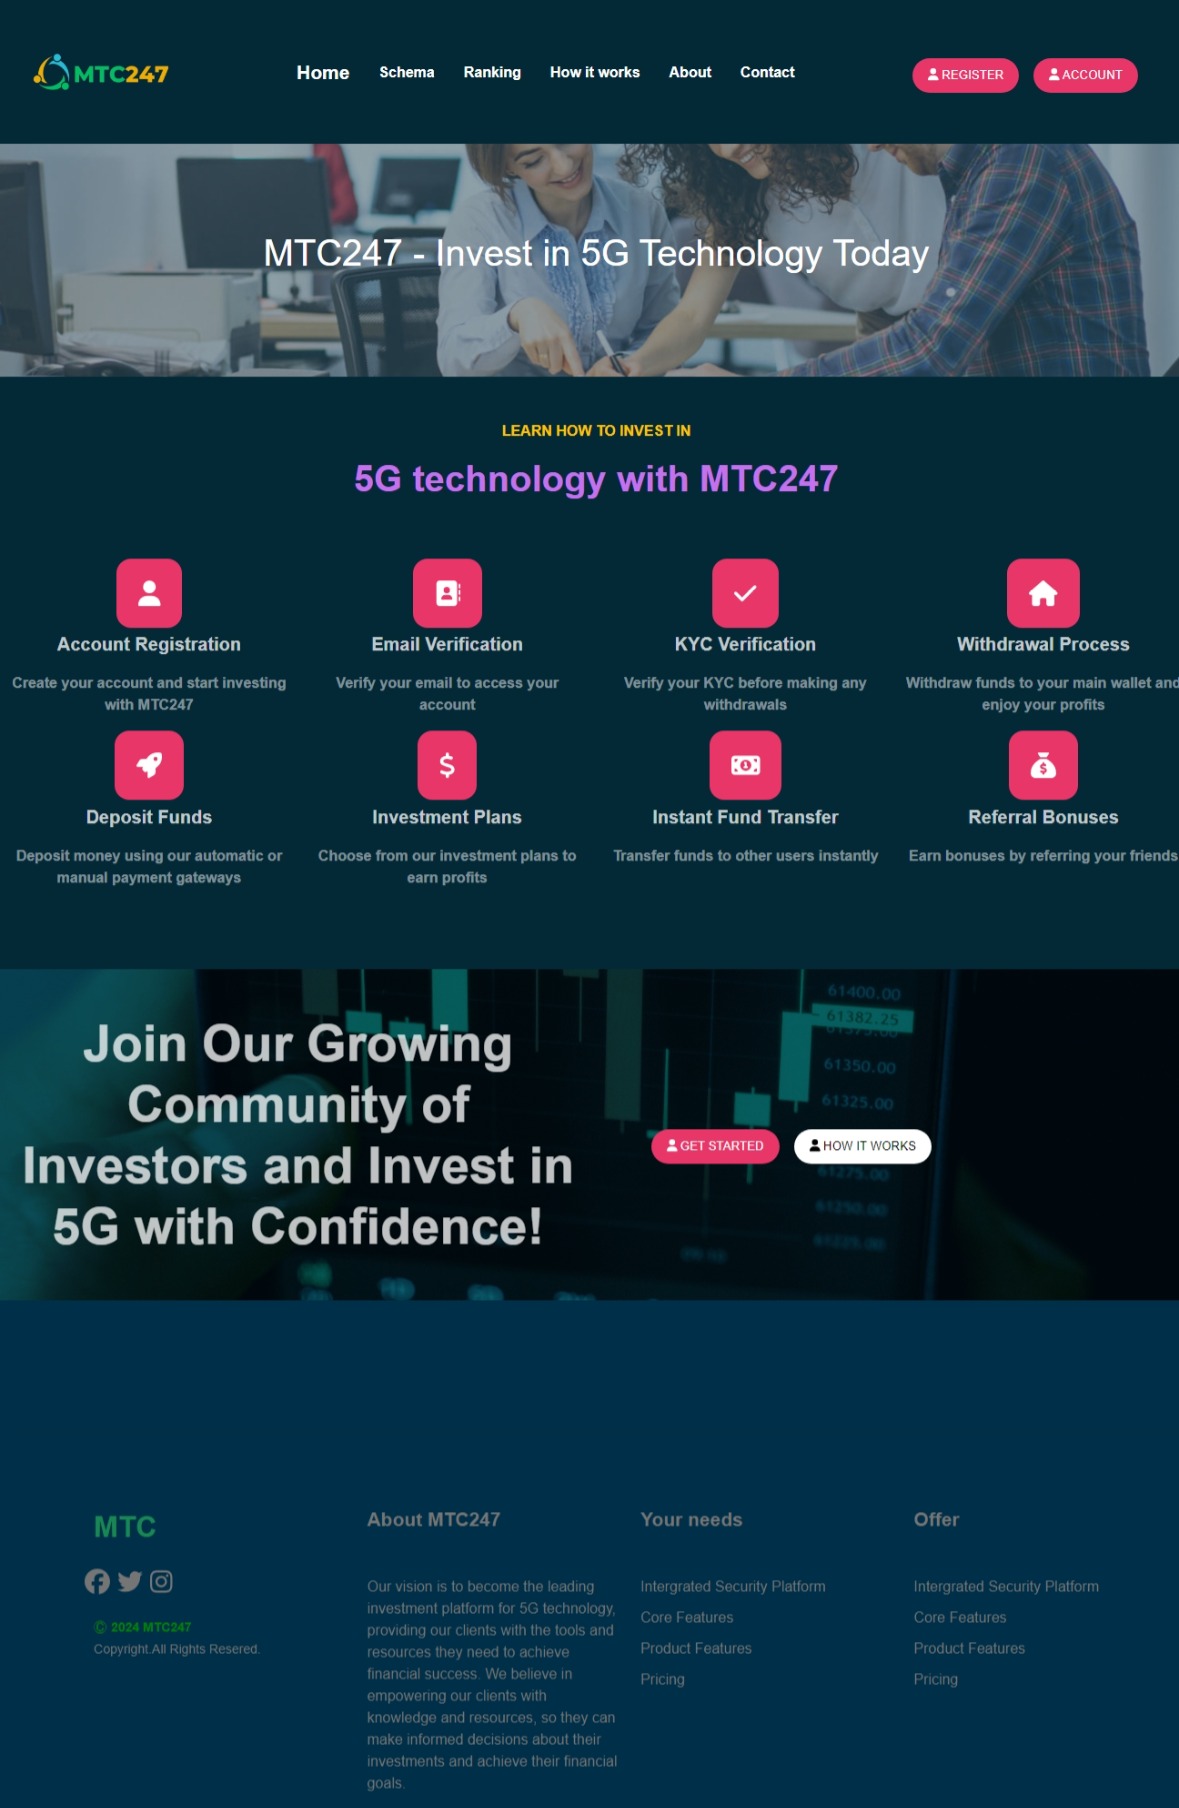 MTC247
Home Schema Ranking How it works About Contact
REGISTER ACCOUNT
MTC247 - Invest in 5G Technology Today
LEARN HOW TO INVEST IN
5G technology with MTC247
Account Registration
Create your account and start investing
with MTC247
Email Verification
Verify your email to access your
account
KYC Verification
Verify your KYC before making any
withdrawals
Withdrawal Process
Withdraw funds to your main wallet and
enjoy your profits
Deposit Funds
Deposit money using our automatic or
manual payment gateways
Investment Plans
Choose from our investment plans to
earn profits
Instant Fund Transfer
Transfer funds to other users instantly
Referral Bonuses
Earn bonuses by referring your friends
Join Our Growing
Community of
Investors and Invest in
5G with Confidence!
GET STARTED HOW IT WORKS
61400.00
61382.25
61350.00
61325.00
61275.00
61250.00
61225.00
MTC
© 2024 MTC247
Copyright.All Rights Resered.
About MTC247
Our vision is to become the leading
investment platform for 5G technology,
providing our clients with the tools and
resources they need to achieve
financial success. We believe in
empowering our clients with
knowledge and resources, so they can
make informed decisions about their
investments and achieve their financial
goals.
Your needs
Intergrated Security Platform
Core Features
Product Features
Pricing
Offer
Intergrated Security Platform
Core Features
Product Features
Pricing